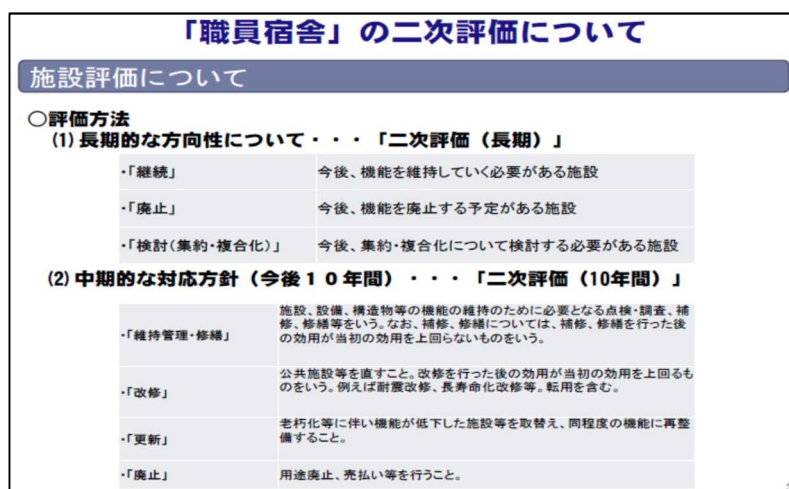 「職員宿舎」の二次評価について
施設評価について
○評価方法
(1) 長期的な方向性について・・・「二次評価（長期）」
・「継続」 今後、機能を維持していく必要がある施設
・「廃止」 今後、機能を廃止する予定がある施設
・「検討（集約・複合化）」 今後、集約・複合化について検討する必要がある施設
(2) 中期的な対応方針（今後１０年間）・・・「二次評価（10年間）」
・「維持管理・修繕」 施設、設備、構造物等の機能の維持のために必要となる点検・調査、補
修、修繕等をいう。なお、補修、修繕については、補修、修繕を行った後
の効用が当初の効用を上回らないものをいう。
・「改修」 公共施設等を直すこと。改修を行った後の効用が当初の効用を上回るも
のをいう。例えば耐震改修、長寿命化改修等。転用を含む。
・「更新」 老朽化等に伴い機能が低下した施設等を取替え、同程度の機能に再整
備すること。
・「廃止」 用途廃止、売払い等を行うこと。